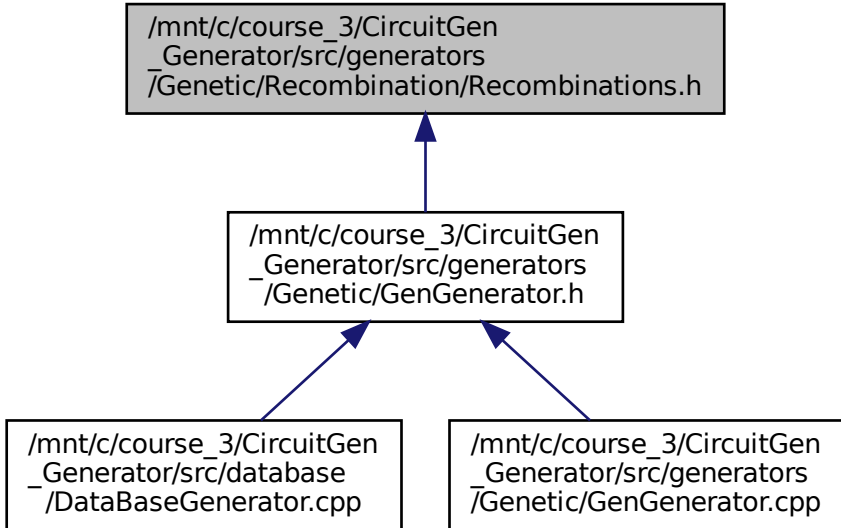 /mnt/c/course_3/CircuitGen
_Generator/src/generators
/Genetic/Recombination/Recombinations.h
/mnt/c/course_3/CircuitGen
_Generator/src/generators
/Genetic/GenGenerator.h
/mnt/c/course_3/CircuitGen
_Generator/src/database
/DataBaseGenerator.cpp
/mnt/c/course_3/CircuitGen
_Generator/src/generators
/Genetic/GenGenerator.cpp